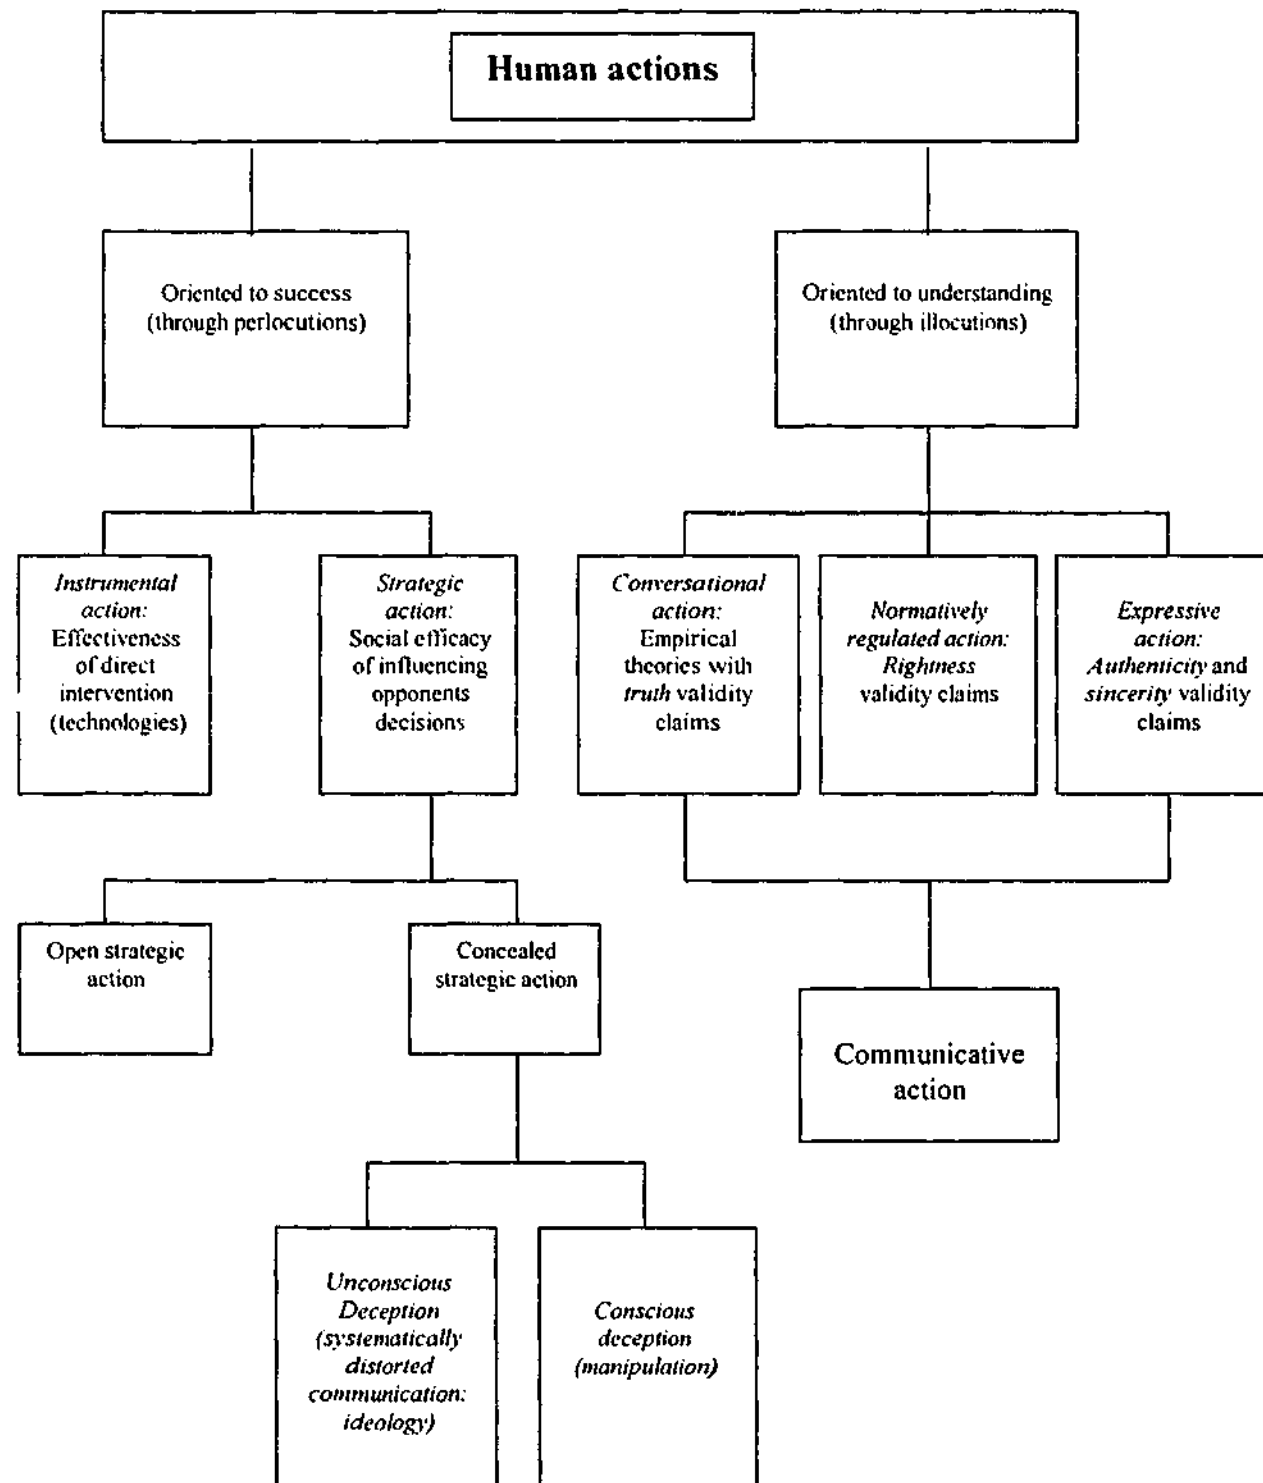 Human actions
Oriented to success
(through perlocutions)
Oriented to understanding
(through illocutions)
Instrumental
action:
Effectiveness
of direct
intervention
(technologies)
Strategic
action:
Social efficacy
of influencing
opponents
decisions
Conversational
action:
Empirical
theories with
truth validity
claims
Normatively
regulated action:
Rightness
validity claims
Expressive
action:
Authenticity and
sincerity validity
claims
Open strategic
action
Concealed
strategic action
Communicative
action
Unconscious
Deception
(systematically
distorted
communication:
ideology)
Conscious
deception
(manipulation)